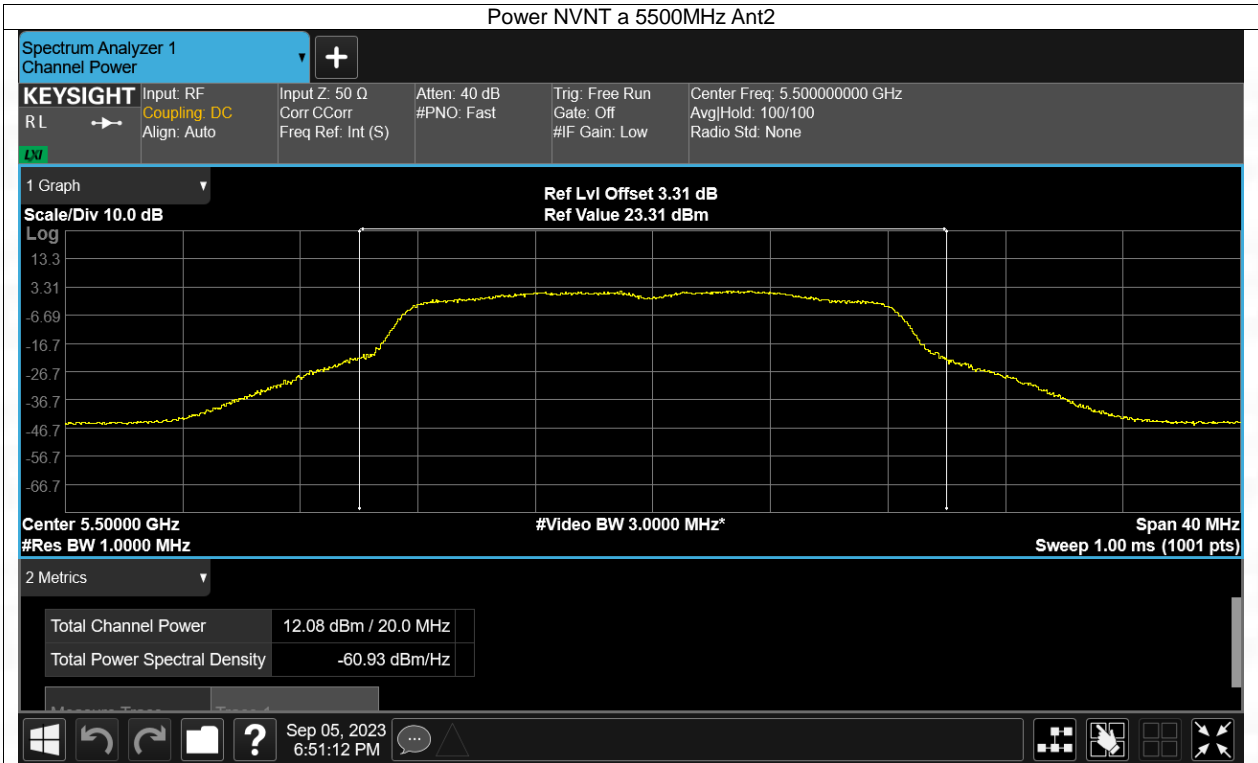 Power NVNT a 5500MHz Ant2
Spectrum Analyzer 1
Channel Power
KEYSIGHT
R L
LXI
Input: RF
Coupling: DC
Align: Auto
Input Z: 50 Ω
Corr CCorr
Freq Ref: Int (S)
Atten: 40 dB
#PNO: Fast
Trig: Free Run
Gate: Off
#IF Gain: Low
Center Freq: 5.500000000 GHz
Avg|Hold: 100/100
Radio Std: None
1 Graph
Scale/Div 10.0 dB
Ref Lvl Offset 3.31 dB
Ref Value 23.31 dBm
Log
13.3
3.31
-6.69
-16.7
-26.7
-36.7
-46.7
-56.7
-66.7
Center 5.50000 GHz
#Video BW 3.0000 MHz*
Span 40 MHz
#Res BW 1.0000 MHz
Sweep 1.00 ms (1001 pts)
2 Metrics
Total Channel Power 12.08 dBm / 20.0 MHz
Total Power Spectral Density -60.93 dBm/Hz
Sep 05, 2023
6:51:12 PM